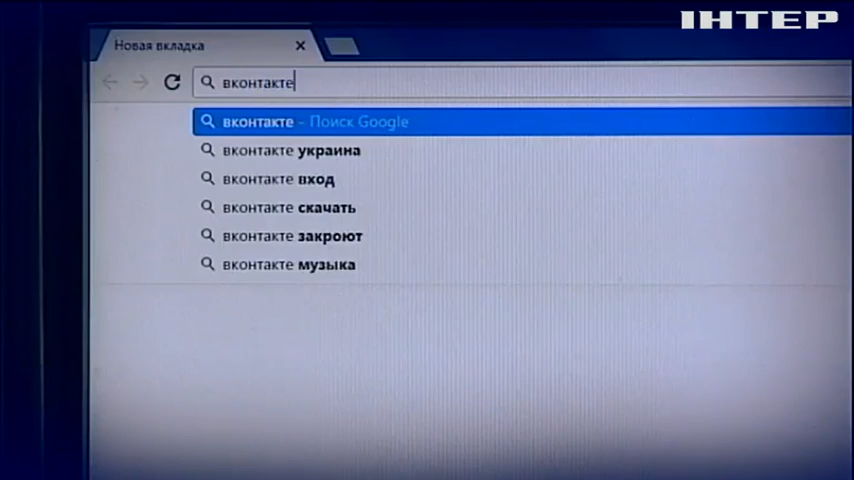 ІНТЕР
Новая вкладка
вконтакте
вконтакте – Поиск Google
вконтакте украина
вконтакте вход
вконтакте скачать
вконтакте закроют
вконтакте музыка